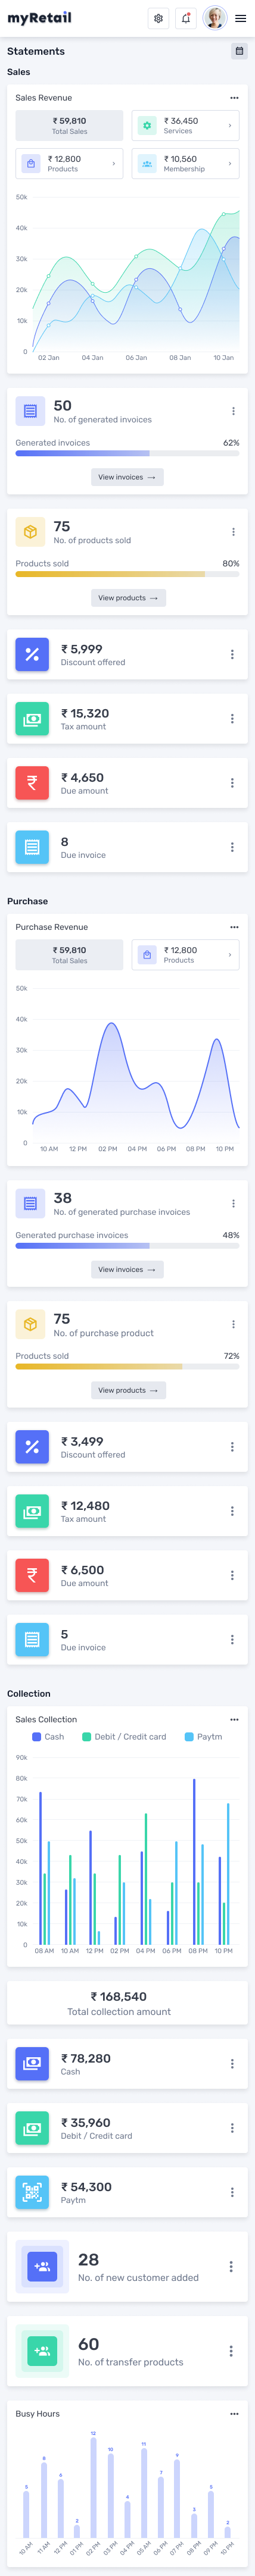 myRetail
Statements
Sales
Sales Revenue
₹ 59,810
Total Sales
₹ 36,450
Services
₹ 12,800
Products
₹ 10,560
Membership
50k
40k
30k
20k
10k
0
02 Jan 04 Jan 06 Jan 08 Jan 10 Jan
50
No. of generated invoices
Generated invoices 62%
View invoices →
75
No. of products sold
Products sold 80%
View products →
₹ 5,999
Discount offered
₹ 15,320
Tax amount
₹ 4,650
Due amount
8
Due invoice
Purchase
Purchase Revenue
₹ 59,810
Total Sales
₹ 12,800
Products
50k
40k
30k
20k
10k
0
10 AM 12 PM 02 PM 04 PM 06 PM 08 PM 10 PM
38
No. of generated purchase invoices
Generated purchase invoices 48%
View invoices →
75
No. of purchase product
Products sold 72%
View products →
₹ 3,499
Discount offered
₹ 12,480
Tax amount
₹ 6,500
Due amount
5
Due invoice
Collection
Sales Collection
Cash Debit / Credit card Paytm
90k
80k
70k
60k
50k
40k
30k
20k
10k
0
08 AM 10 AM 12 PM 02 PM 04 PM 06 PM 08 PM 10 PM
₹ 168,540
Total collection amount
₹ 78,280
Cash
₹ 35,960
Debit / Credit card
₹ 54,300
Paytm
28
No. of new customer added
60
No. of transfer products
Busy Hours
5 8 6 2 12 10 4 11 7 9 3 5 2
10 AM 11 AM 12 PM 01 PM 02 PM 03 PM 04 PM 05 AM 06 PM 07 PM 08 PM 09 PM 10 PM